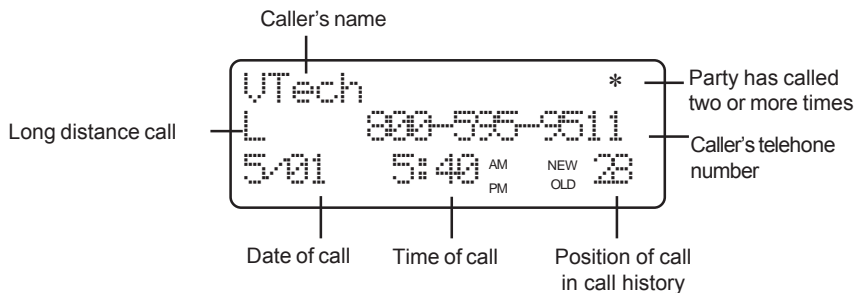 Caller's name
VTech *
Party has called
two or more times
Long distance call
L 800-595-9511
Caller's telehone
number
5/01 5:40 AM PM NEW OLD 28
Date of call
Time of call
Position of call
in call history